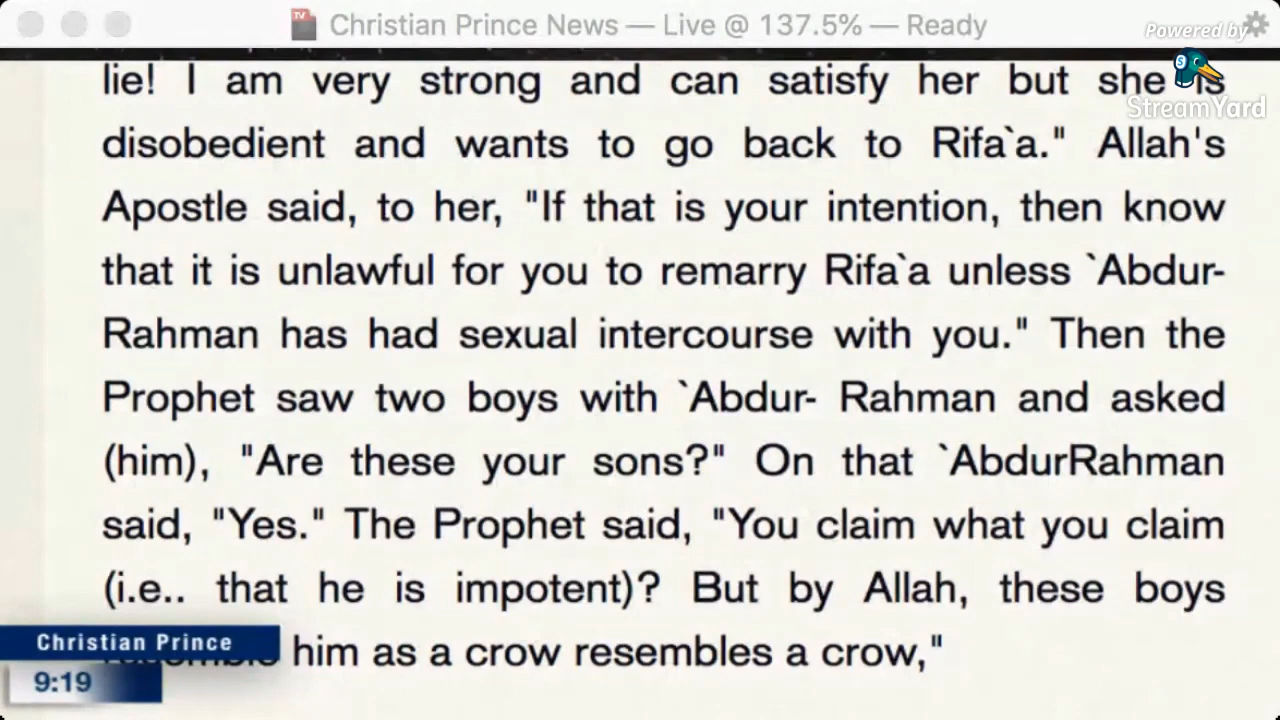 Christian Prince News — Live @ 137.5% — Ready
Powered by
StreamYard
lie! I am very strong and can satisfy her but she is
disobedient and wants to go back to Rifa`a." Allah's
Apostle said, to her, "If that is your intention, then know
that it is unlawful for you to remarry Rifa`a unless `Abdur-
Rahman has had sexual intercourse with you." Then the
Prophet saw two boys with `Abdur- Rahman and asked
(him), "Are these your sons?" On that `AbdurRahman
said, "Yes." The Prophet said, "You claim what you claim
(i.e.. that he is impotent)? But by Allah, these boys
him as a crow resembles a crow,"
Christian Prince
9:19